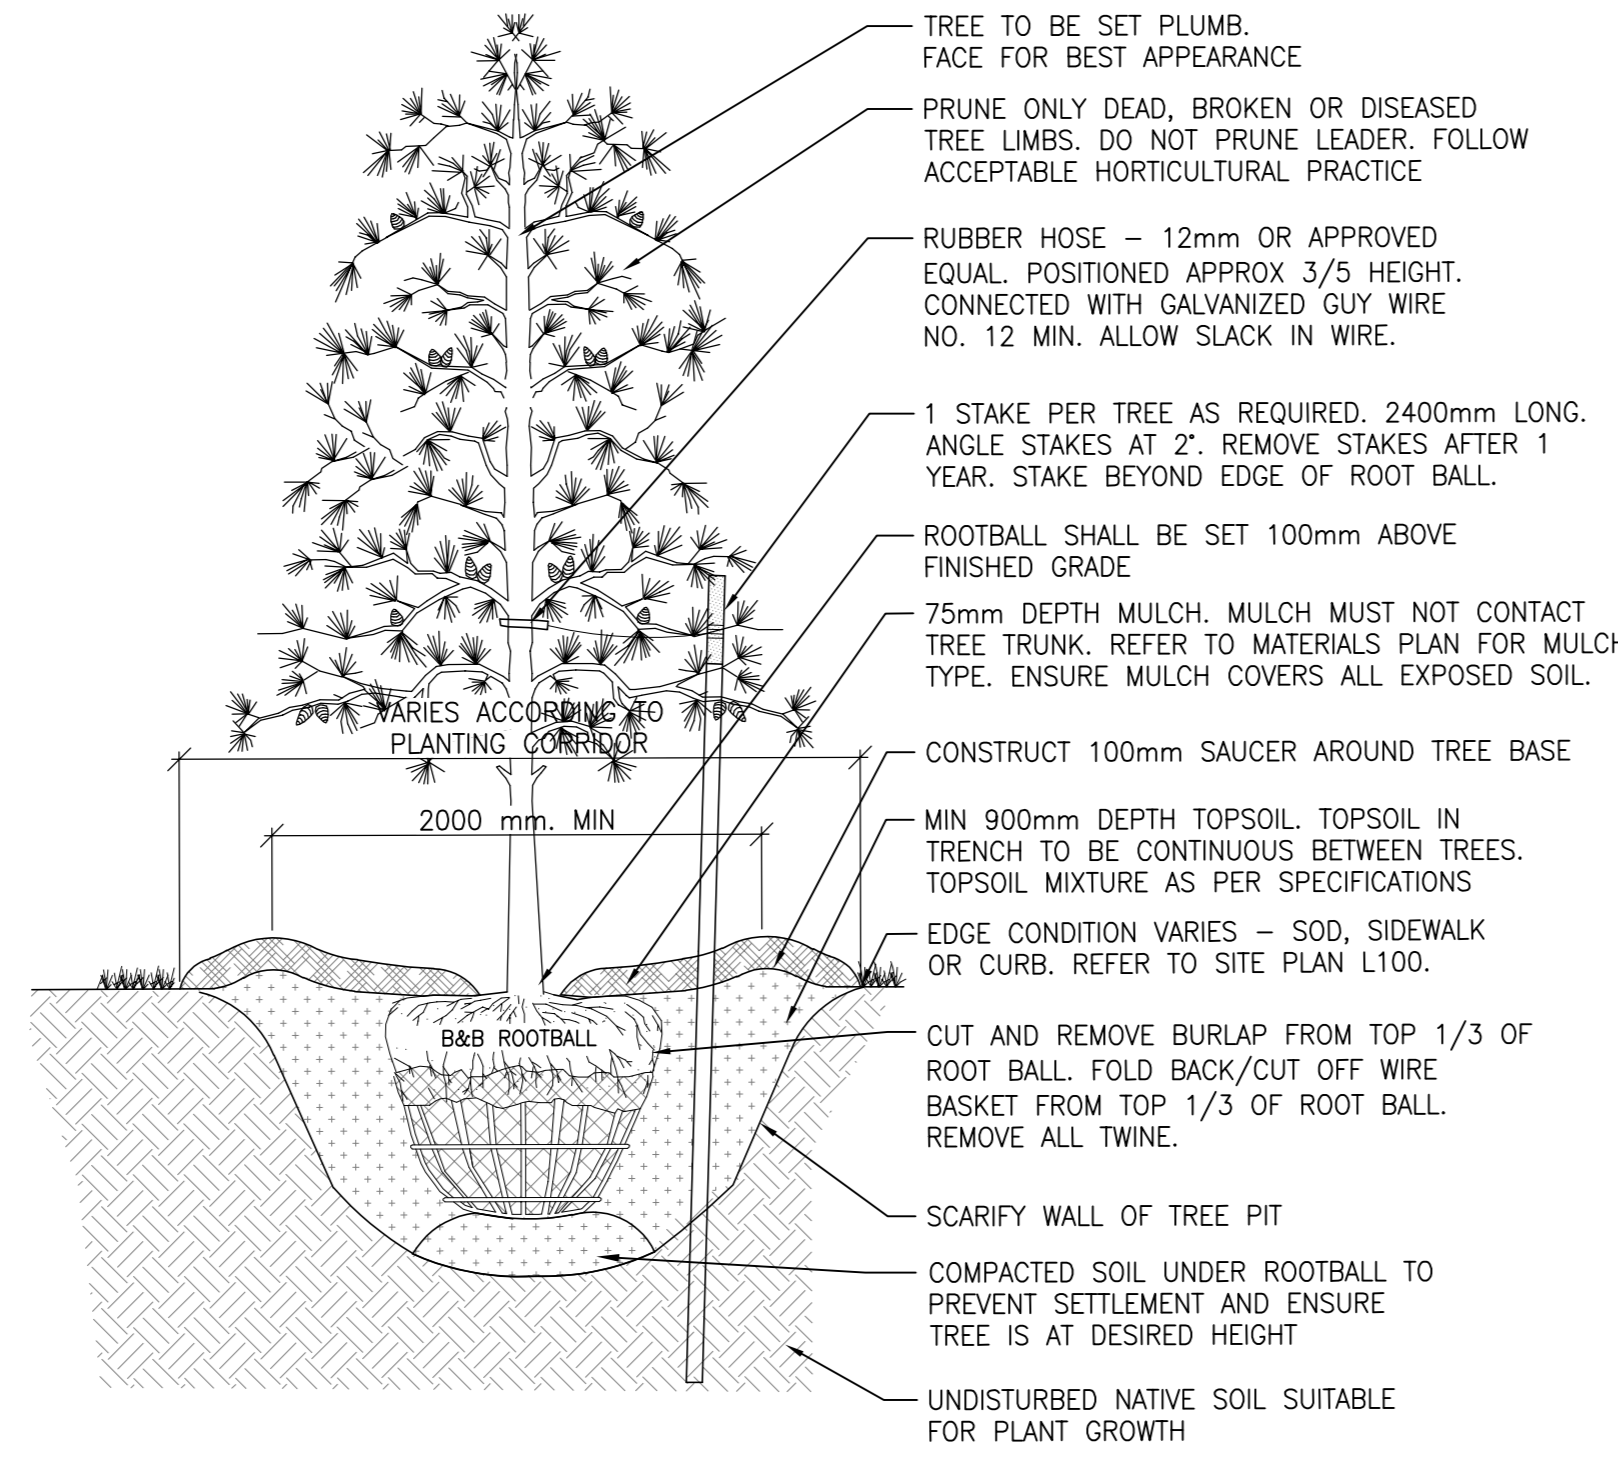 TREE TO BE SET PLUMB.
FACE FOR BEST APPEARANCE
PRUNE ONLY DEAD, BROKEN OR DISEASED
TREE LIMBS. DO NOT PRUNE LEADER. FOLLOW
ACCEPTABLE HORTICULTURAL PRACTICE
RUBBER HOSE – 12mm OR APPROVED
EQUAL. POSITIONED APPROX 3/5 HEIGHT.
CONNECTED WITH GALVANIZED GUY WIRE
NO. 12 MIN. ALLOW SLACK IN WIRE.
1 STAKE PER TREE AS REQUIRED. 2400mm LONG.
ANGLE STAKES AT 2°. REMOVE STAKES AFTER 1
YEAR. STAKE BEYOND EDGE OF ROOT BALL.
ROOTBALL SHALL BE SET 100mm ABOVE
FINISHED GRADE
75mm DEPTH MULCH. MULCH MUST NOT CONTACT
TREE TRUNK. REFER TO MATERIALS PLAN FOR MULCH
TYPE. ENSURE MULCH COVERS ALL EXPOSED SOIL.
VARIES ACCORDING TO
PLANTING CORRIDOR
CONSTRUCT 100mm SAUCER AROUND TREE BASE
2000 mm. MIN
MIN 900mm DEPTH TOPSOIL. TOPSOIL IN
TRENCH TO BE CONTINUOUS BETWEEN TREES.
TOPSOIL MIXTURE AS PER SPECIFICATIONS
EDGE CONDITION VARIES – SOD, SIDEWALK
OR CURB. REFER TO SITE PLAN L100.
B&B ROOTBALL
CUT AND REMOVE BURLAP FROM TOP 1/3 OF
ROOT BALL. FOLD BACK/CUT OFF WIRE
BASKET FROM TOP 1/3 OF ROOT BALL.
REMOVE ALL TWINE.
SCARIFY WALL OF TREE PIT
COMPACTED SOIL UNDER ROOTBALL TO
PREVENT SETTLEMENT AND ENSURE
TREE IS AT DESIRED HEIGHT
UNDISTURBED NATIVE SOIL SUITABLE
FOR PLANT GROWTH